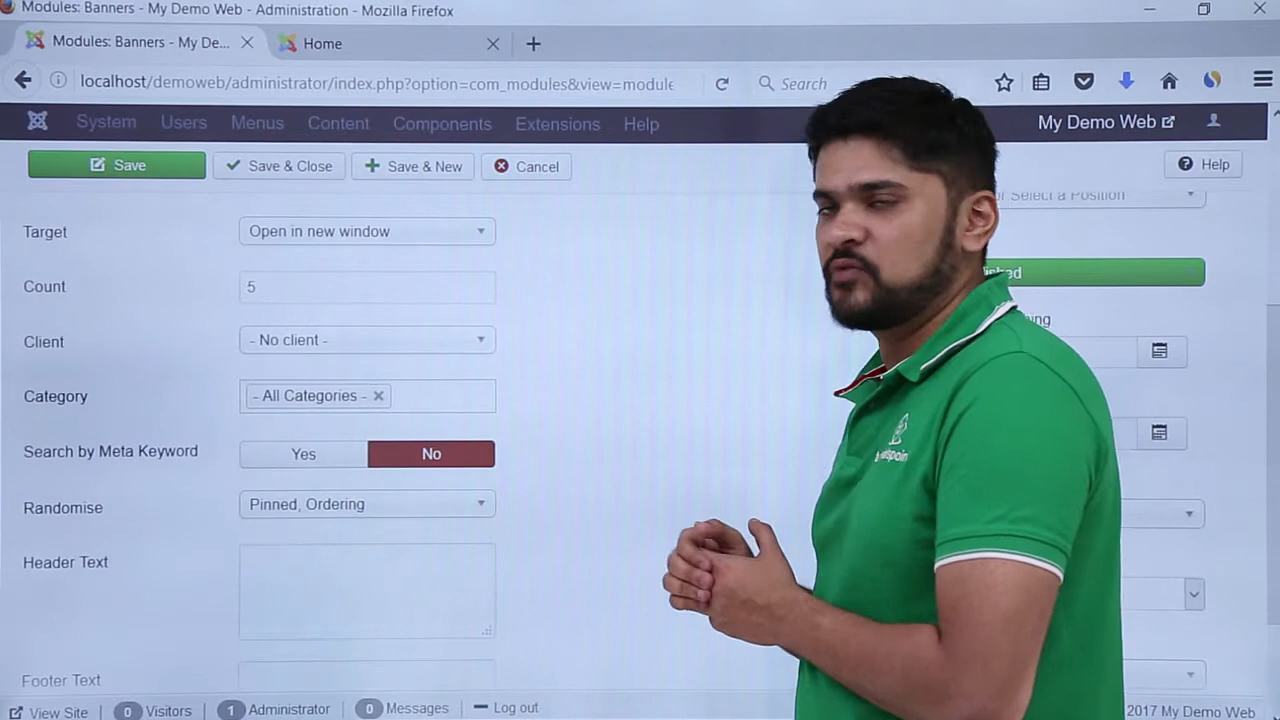 Modules: Banners - My Demo Web - Administration - Mozilla Firefox
Modules: Banners - My De...
Home
localhost/demoweb/administrator/index.php?option=com_modules&view=module
Search
System Users Menus Content Components Extensions Help
My Demo Web
Save
Save & Close
Save & New
Cancel
Help
or Select a Position
Target
Open in new window
Count
5
Client
- No client -
Category
- All Categories -
Search by Meta Keyword
Yes
No
Randomise
Pinned, Ordering
Header Text
Footer Text
View Site
0 Visitors
1 Administrator
0 Messages
Log out
2017 My Demo Web